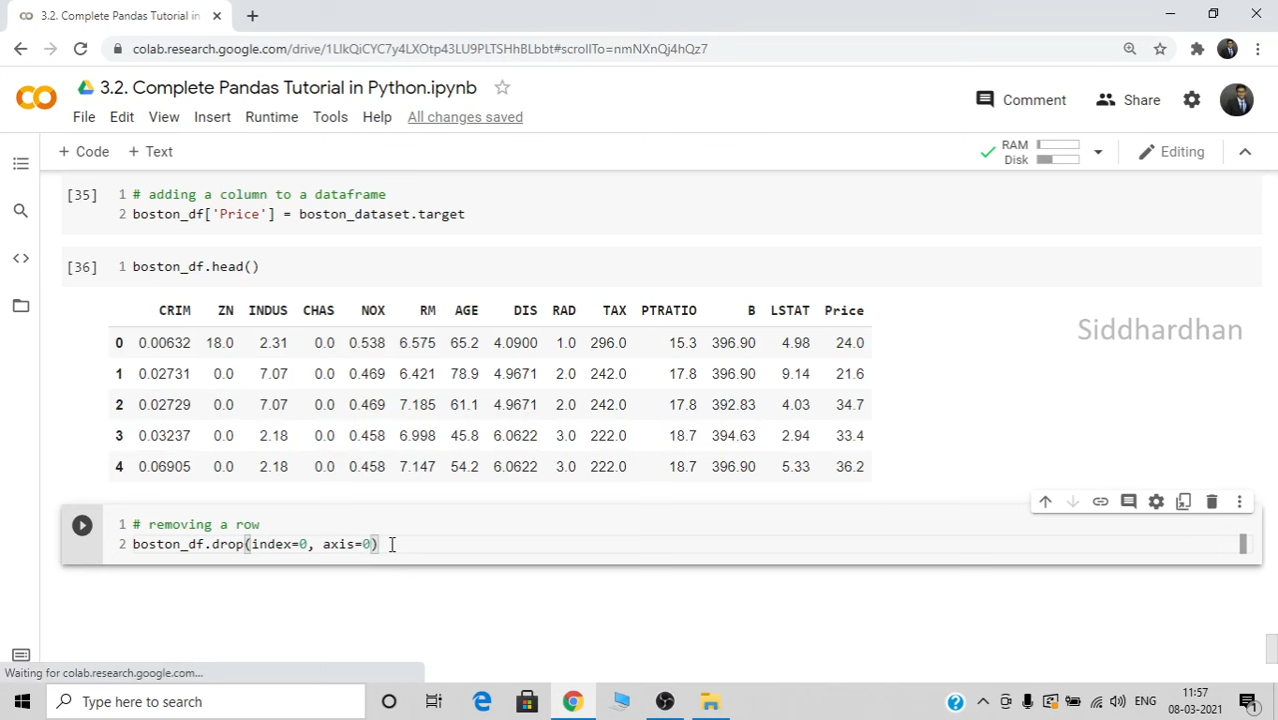 3.2. Complete Pandas Tutorial in
colab.research.google.com/drive/1LlkQiCYC7y4LXOtp43LU9PLTSHhBLbbt#scrollTo=nmNXnQj4hQz7
3.2. Complete Pandas Tutorial in Python.ipynb
Comment Share
File Edit View Insert Runtime Tools Help All changes saved
+ Code + Text
RAM
Disk
Editing
[35] 1 # adding a column to a dataframe
2 boston_df['Price'] = boston_dataset.target
[36] 1 boston_df.head()
CRIM ZN INDUS CHAS NOX RM AGE DIS RAD TAX PTRATIO B LSTAT Price
0 0.00632 18.0 2.31 0.0 0.538 6.575 65.2 4.0900 1.0 296.0 15.3 396.90 4.98 24.0
1 0.02731 0.0 7.07 0.0 0.469 6.421 78.9 4.9671 2.0 242.0 17.8 396.90 9.14 21.6
2 0.02729 0.0 7.07 0.0 0.469 7.185 61.1 4.9671 2.0 242.0 17.8 392.83 4.03 34.7
3 0.03237 0.0 2.18 0.0 0.458 6.998 45.8 6.0622 3.0 222.0 18.7 394.63 2.94 33.4
4 0.06905 0.0 2.18 0.0 0.458 7.147 54.2 6.0622 3.0 222.0 18.7 396.90 5.33 36.2
Siddhardhan
1 # removing a row
2 boston_df.drop(index=0, axis=0)
Waiting for colab.research.google.com...
Type here to search
ENG
11:57
08-03-2021